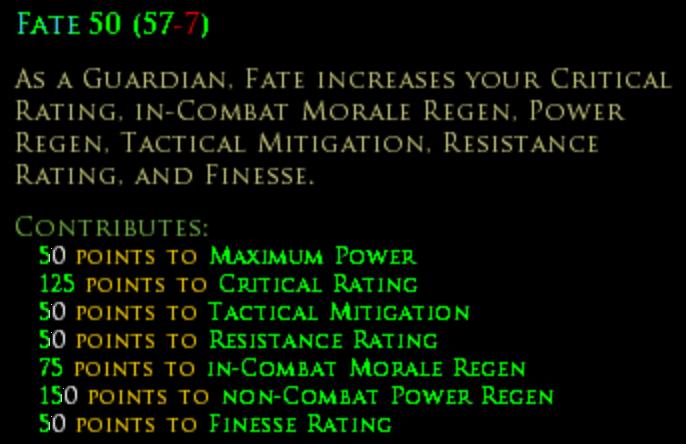 Fate 50 (57-7)
As a Guardian, Fate increases your Critical
Rating, in-Combat Morale Regen, Power
Regen, Tactical Mitigation, Resistance
Rating, and Finesse.
Contributes:
50 points to Maximum Power
125 points to Critical Rating
50 points to Tactical Mitigation
50 points to Resistance Rating
75 points to in-Combat Morale Regen
150 points to non-Combat Power Regen
50 points to Finesse Rating